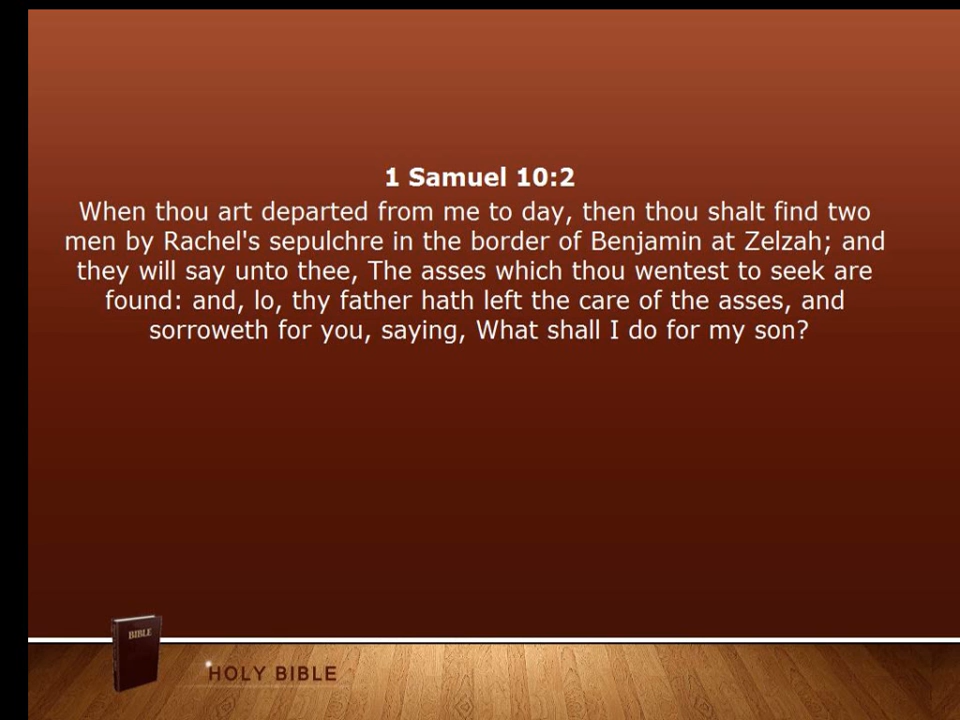 1 Samuel 10:2
When thou art departed from me to day, then thou shalt find two
men by Rachel's sepulchre in the border of Benjamin at Zelzah; and
they will say unto thee, The asses which thou wentest to seek are
found: and, lo, thy father hath left the care of the asses, and
sorroweth for you, saying, What shall I do for my son?
BIBLE
HOLY BIBLE